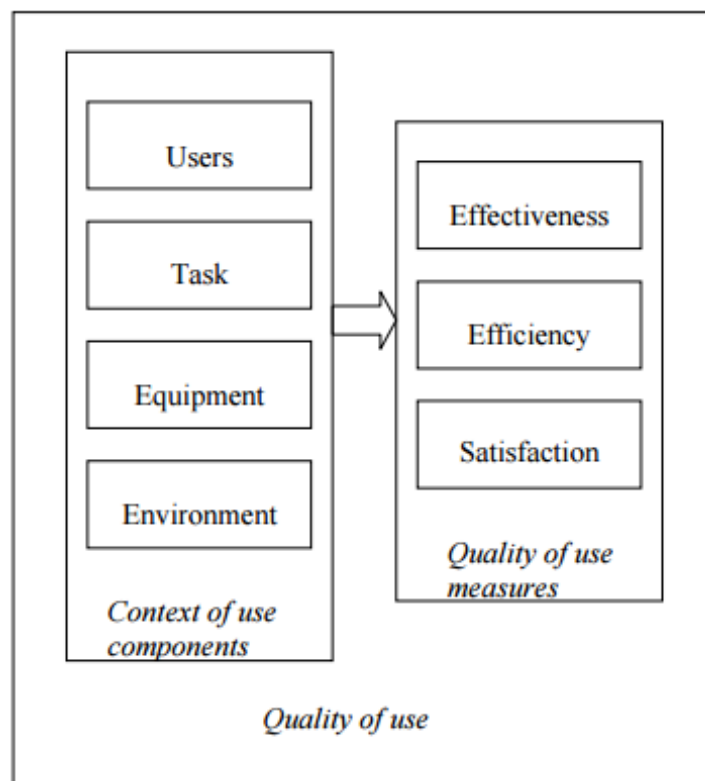 Users
Task
Equipment
Environment
Context of use
components
Effectiveness
Efficiency
Satisfaction
Quality of use
measures
Quality of use